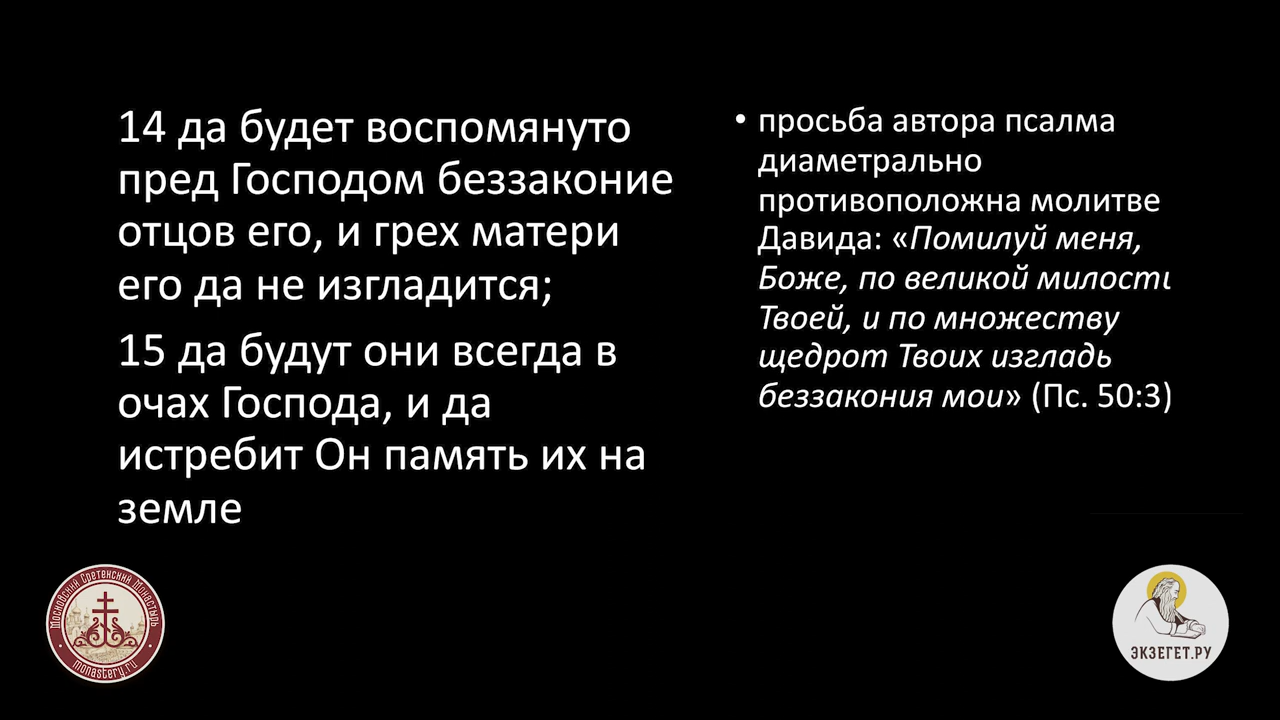 14 да будет воспомянуто
пред Господом беззаконие
отцов его, и грех матери
его да не изгладится;
15 да будут они всегда в
очах Господа, и да
истребит Он память их на
земле
• просьба автора псалма
диаметрально
противоположна молитве
Давида: «Помилуй меня,
Боже, по великой милости
Твоей, и по множеству
щедрот Твоих изгладь
беззакония мои» (Пс. 50:3)
Московский Сретенский Монастырь
monastery.ru
ЭКЗЕГЕТ.РУ